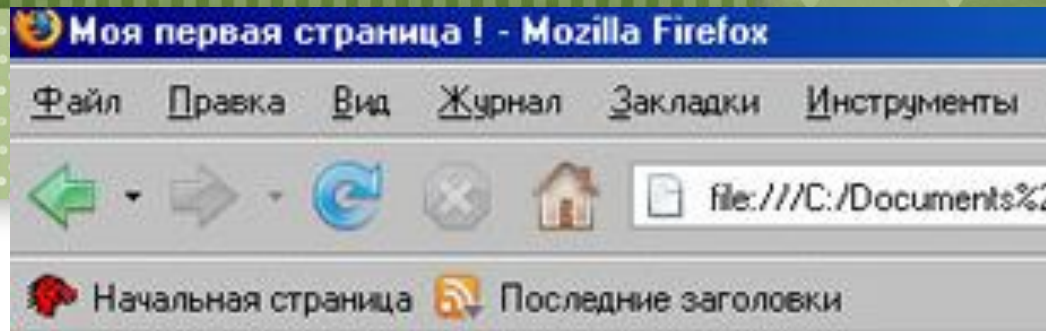 Моя первая страница ! - Mozilla Firefox
Файл Правка Вид Журнал Закладки Инструменты
file:///C:/Documents%2
Начальная страница Последние заголовки